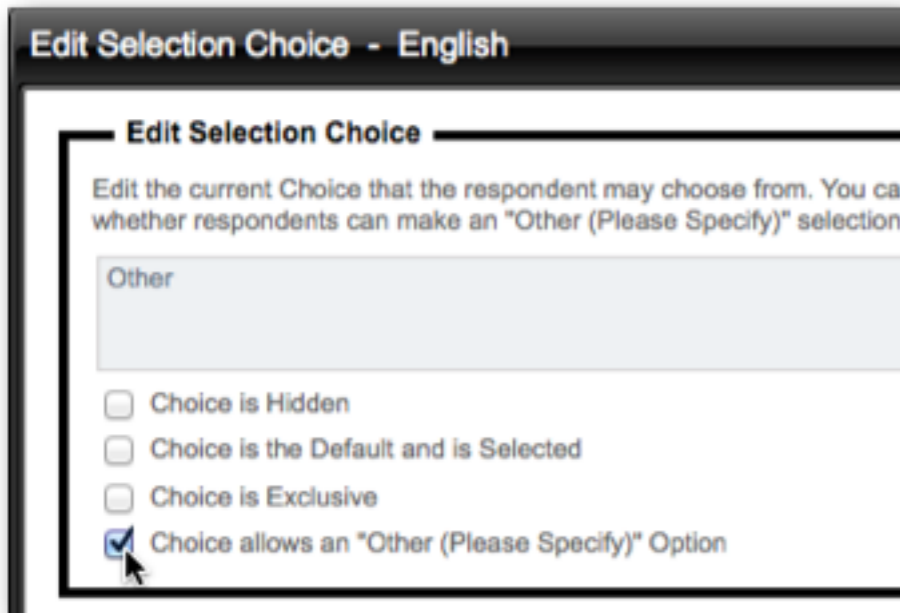 Edit Selection Choice - English
Edit Selection Choice
Edit the current Choice that the respondent may choose from. You
whether respondents can make an "Other (Please Specify)" selection
Other
Choice is Hidden
Choice is the Default and is Selected
Choice is Exclusive
Choice allows an "Other (Please Specify)" Option